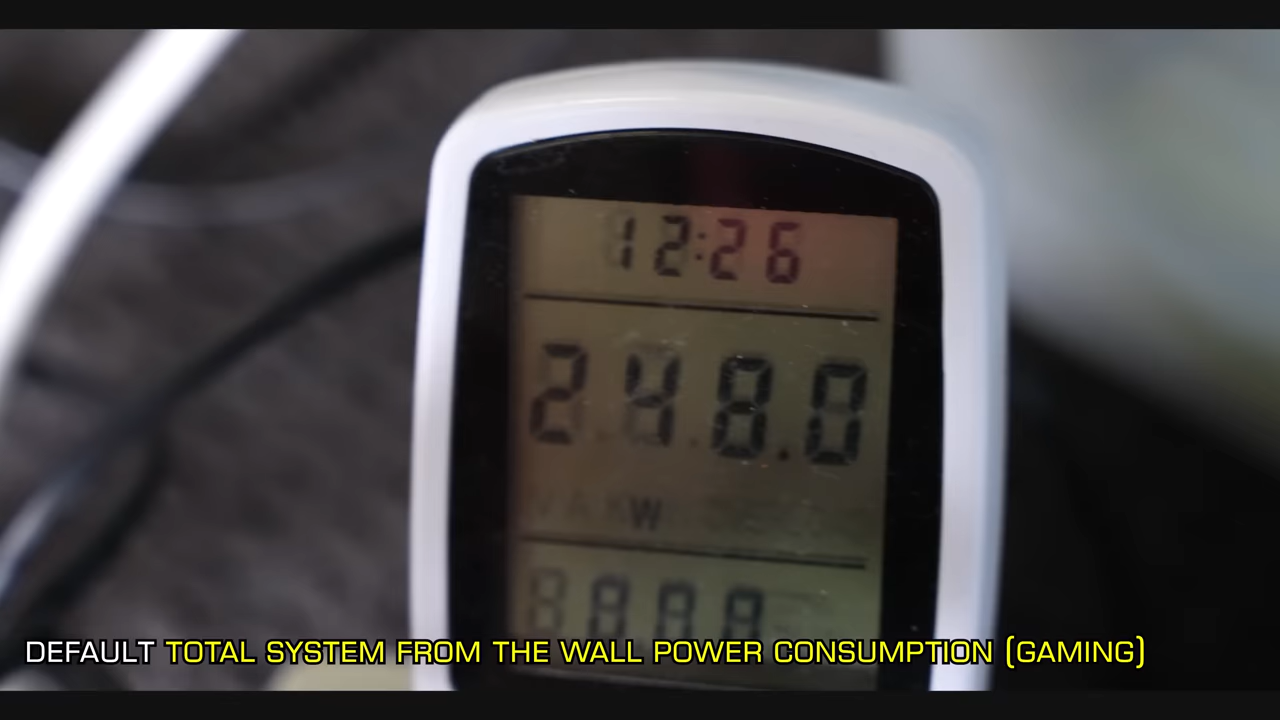 12:26
248.0
W
DEFAULT TOTAL SYSTEM FROM THE WALL POWER CONSUMPTION (GAMING)